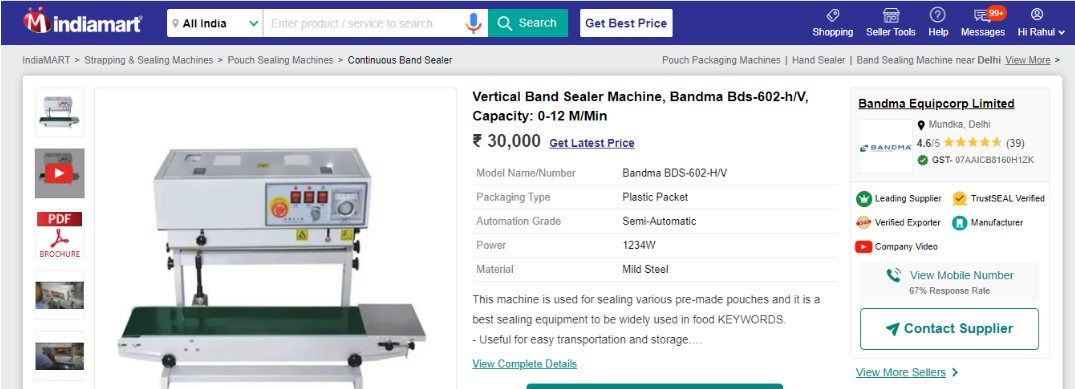 indiamart
All India
Enter product / service to search
Search
Get Best Price
Shopping
Seller Tools
Help
99+
Messages
Hi Rahul
IndiaMART > Strapping & Sealing Machines > Pouch Sealing Machines > Continuous Band Sealer
Pouch Packaging Machines | Hand Sealer | Band Sealing Machine near Delhi View More >
PDF
BROCHURE
Vertical Band Sealer Machine, Bandma Bds-602-h/V,
Capacity: 0-12 M/Min
₹ 30,000 Get Latest Price
Model Name/Number Bandma BDS-602-H/V
Packaging Type Plastic Packet
Automation Grade Semi-Automatic
Power 1234W
Material Mild Steel
This machine is used for sealing various pre-made pouches and it is a
best sealing equipment to be widely used in food KEYWORDS.
- Useful for easy transportation and storage....
View Complete Details
Bandma Equipcorp Limited
BANDMA
Mundka, Delhi
4.6/5 (39)
GST- 07AAICB8160H1ZK
Leading Supplier
TrustSEAL Verified
Verified Exporter
Manufacturer
Company Video
View Mobile Number
67% Response Rate
Contact Supplier
View More Sellers >